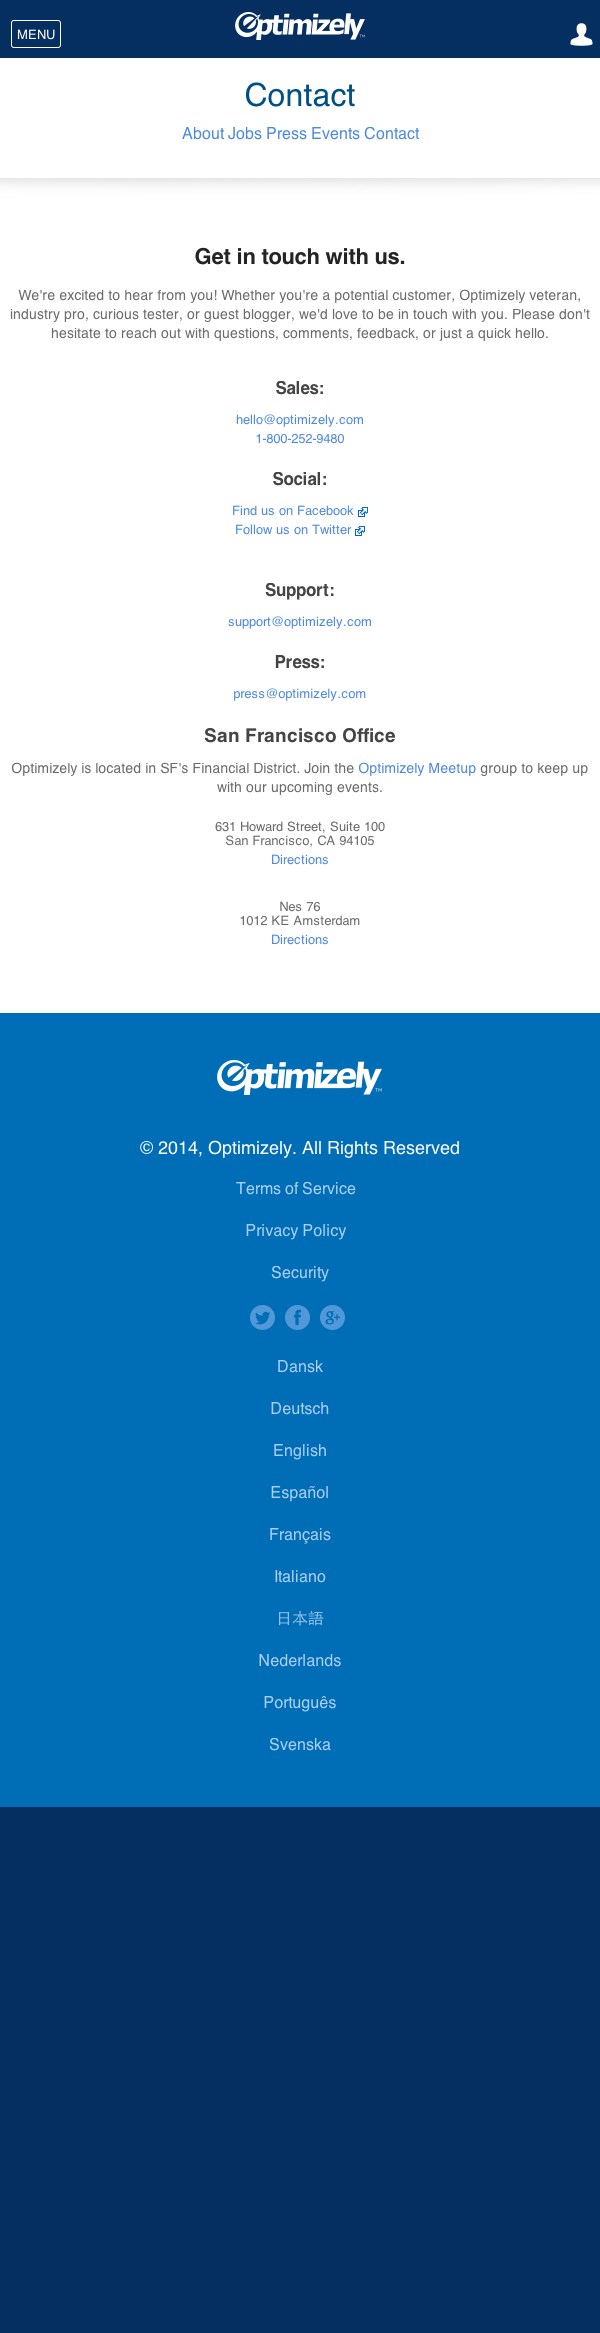 MENU
Optimizely™
Contact
About Jobs Press Events Contact
Get in touch with us.
We're excited to hear from you! Whether you're a potential customer, Optimizely veteran,
industry pro, curious tester, or guest blogger, we'd love to be in touch with you. Please don't
hesitate to reach out with questions, comments, feedback, or just a quick hello.
Sales:
hello@optimizely.com
1-800-252-9480
Social:
Find us on Facebook
Follow us on Twitter
Support:
support@optimizely.com
Press:
press@optimizely.com
San Francisco Office
Optimizely is located in SF's Financial District. Join the Optimizely Meetup group to keep up
with our upcoming events.
631 Howard Street, Suite 100
San Francisco, CA 94105
Directions
Nes 76
1012 KE Amsterdam
Directions
Optimizely™
© 2014, Optimizely. All Rights Reserved
Terms of Service
Privacy Policy
Security
Dansk
Deutsch
English
Español
Français
Italiano
日本語
Nederlands
Português
Svenska